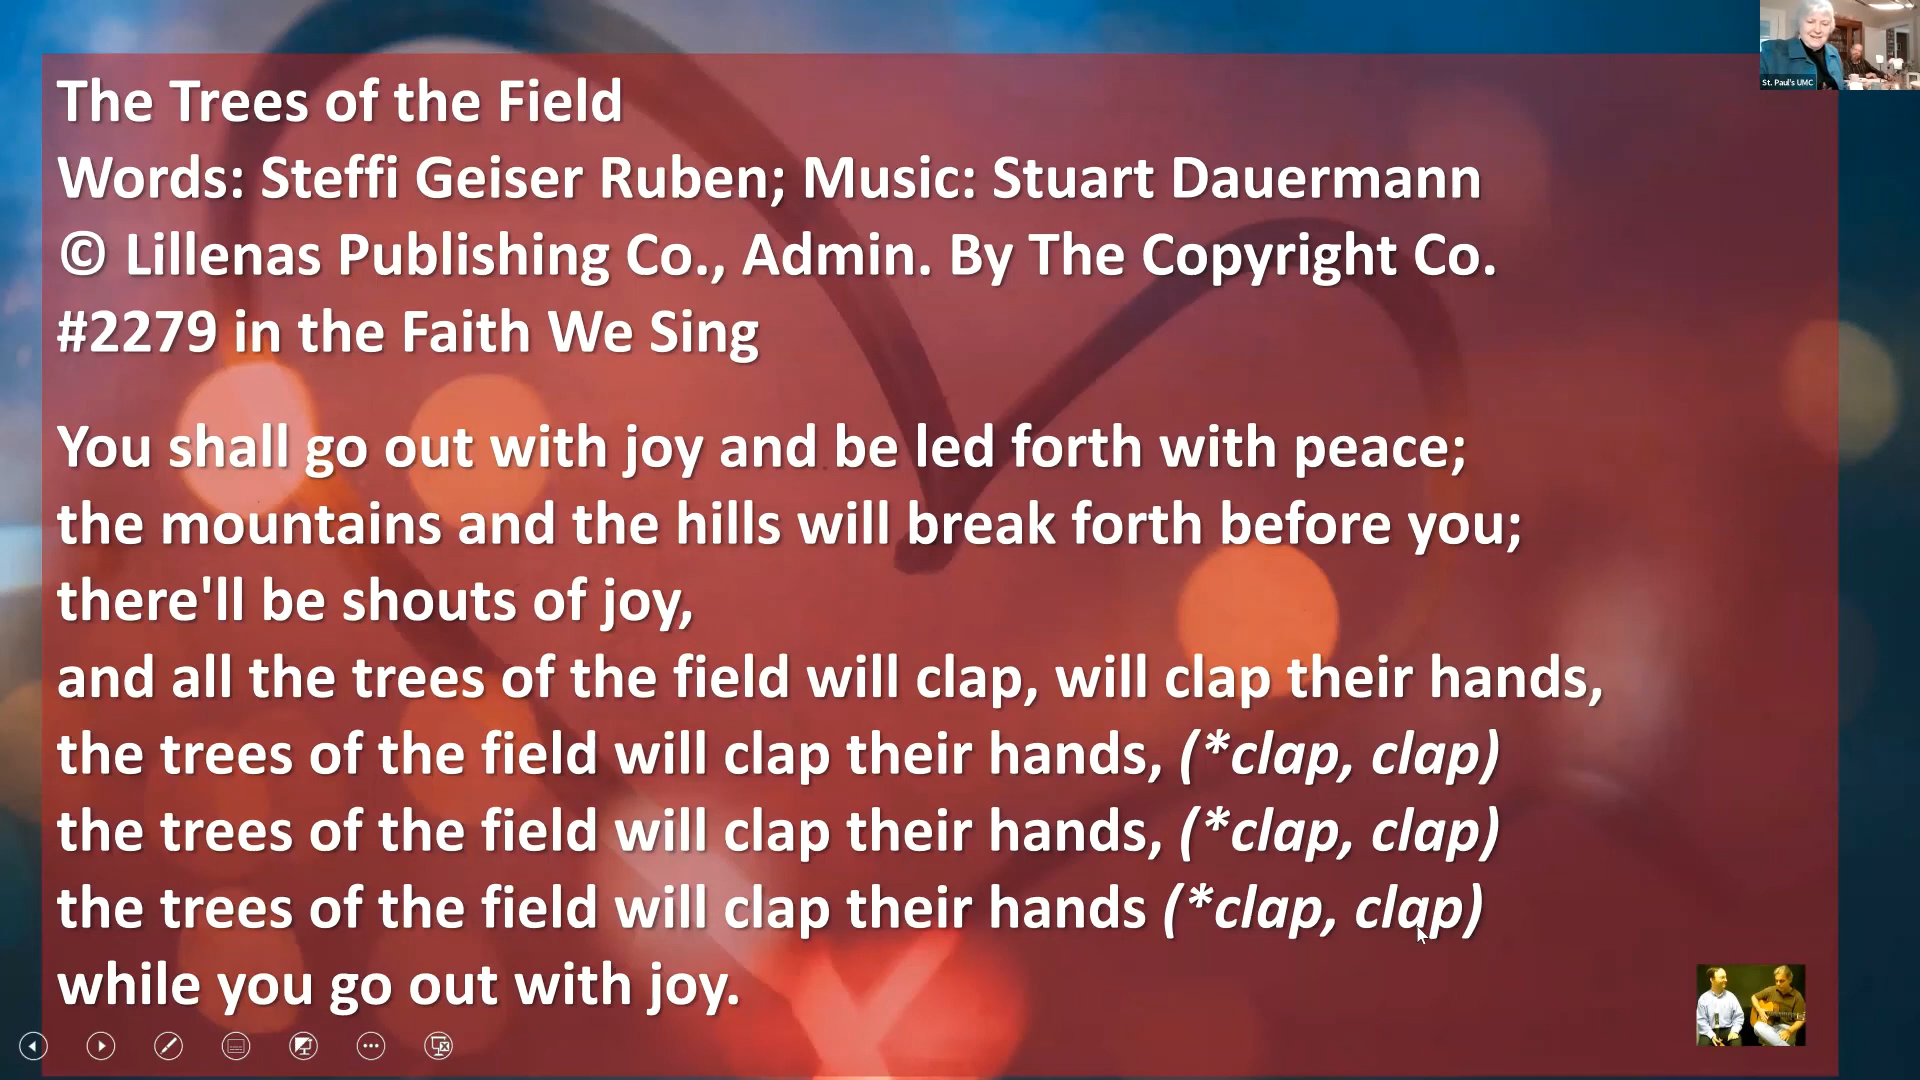 St. Paul's UMC
The Trees of the Field
Words: Steffi Geiser Ruben; Music: Stuart Dauermann
© Lillenas Publishing Co., Admin. By The Copyright Co.
#2279 in the Faith We Sing
You shall go out with joy and be led forth with peace;
the mountains and the hills will break forth before you;
there'll be shouts of joy,
and all the trees of the field will clap, will clap their hands,
the trees of the field will clap their hands, (*clap, clap)
the trees of the field will clap their hands, (*clap, clap)
the trees of the field will clap their hands (*clap, clap)
while you go out with joy.